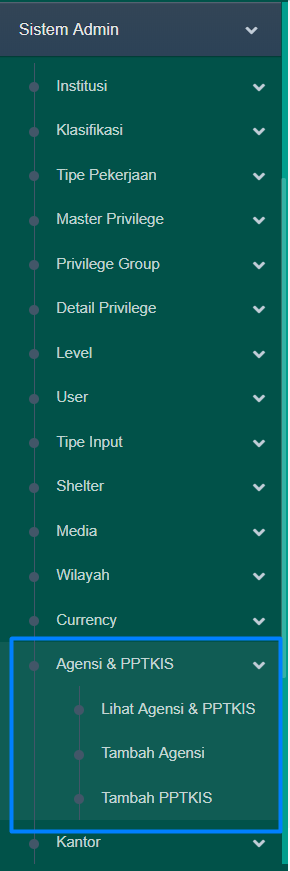 Sistem Admin
Institusi
Klasifikasi
Tipe Pekerjaan
Master Privilege
Privilege Group
Detail Privilege
Level
User
Tipe Input
Shelter
Media
Wilayah
Currency
Agensi & PPTKIS
Lihat Agensi & PPTKIS
Tambah Agensi
Tambah PPTKIS
Kantor